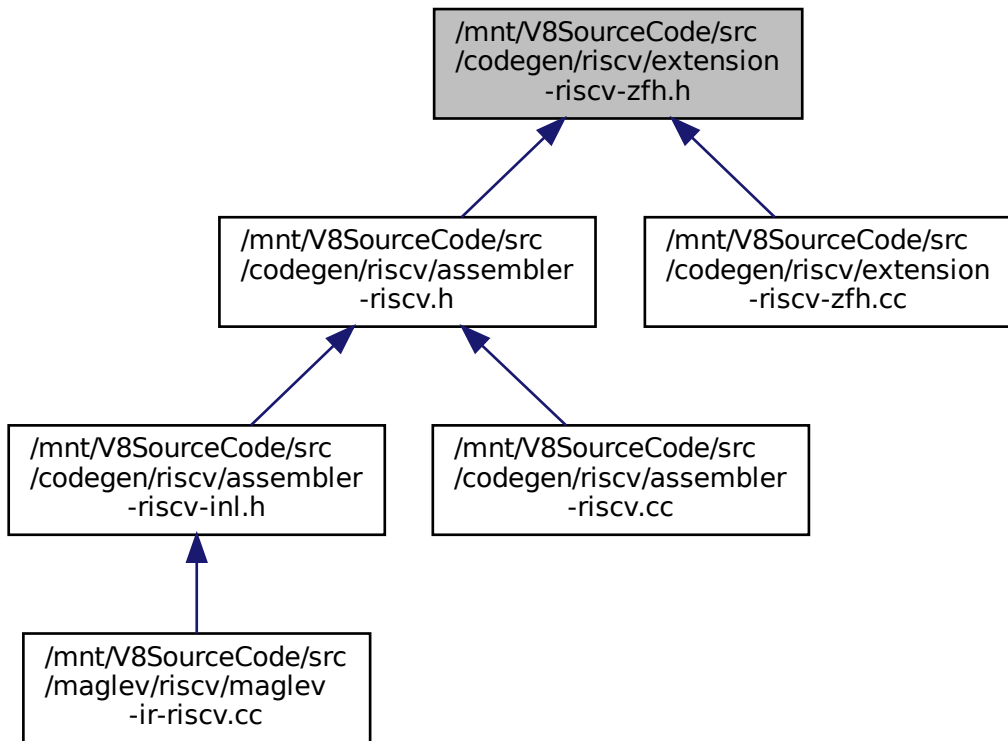 /mnt/V8SourceCode/src
/codegen/riscv/extension
-riscv-zfh.h
/mnt/V8SourceCode/src
/codegen/riscv/assembler
-riscv.h
/mnt/V8SourceCode/src
/codegen/riscv/extension
-riscv-zfh.cc
/mnt/V8SourceCode/src
/codegen/riscv/assembler
-riscv-inl.h
/mnt/V8SourceCode/src
/codegen/riscv/assembler
-riscv.cc
/mnt/V8SourceCode/src
/maglev/riscv/maglev
-ir-riscv.cc